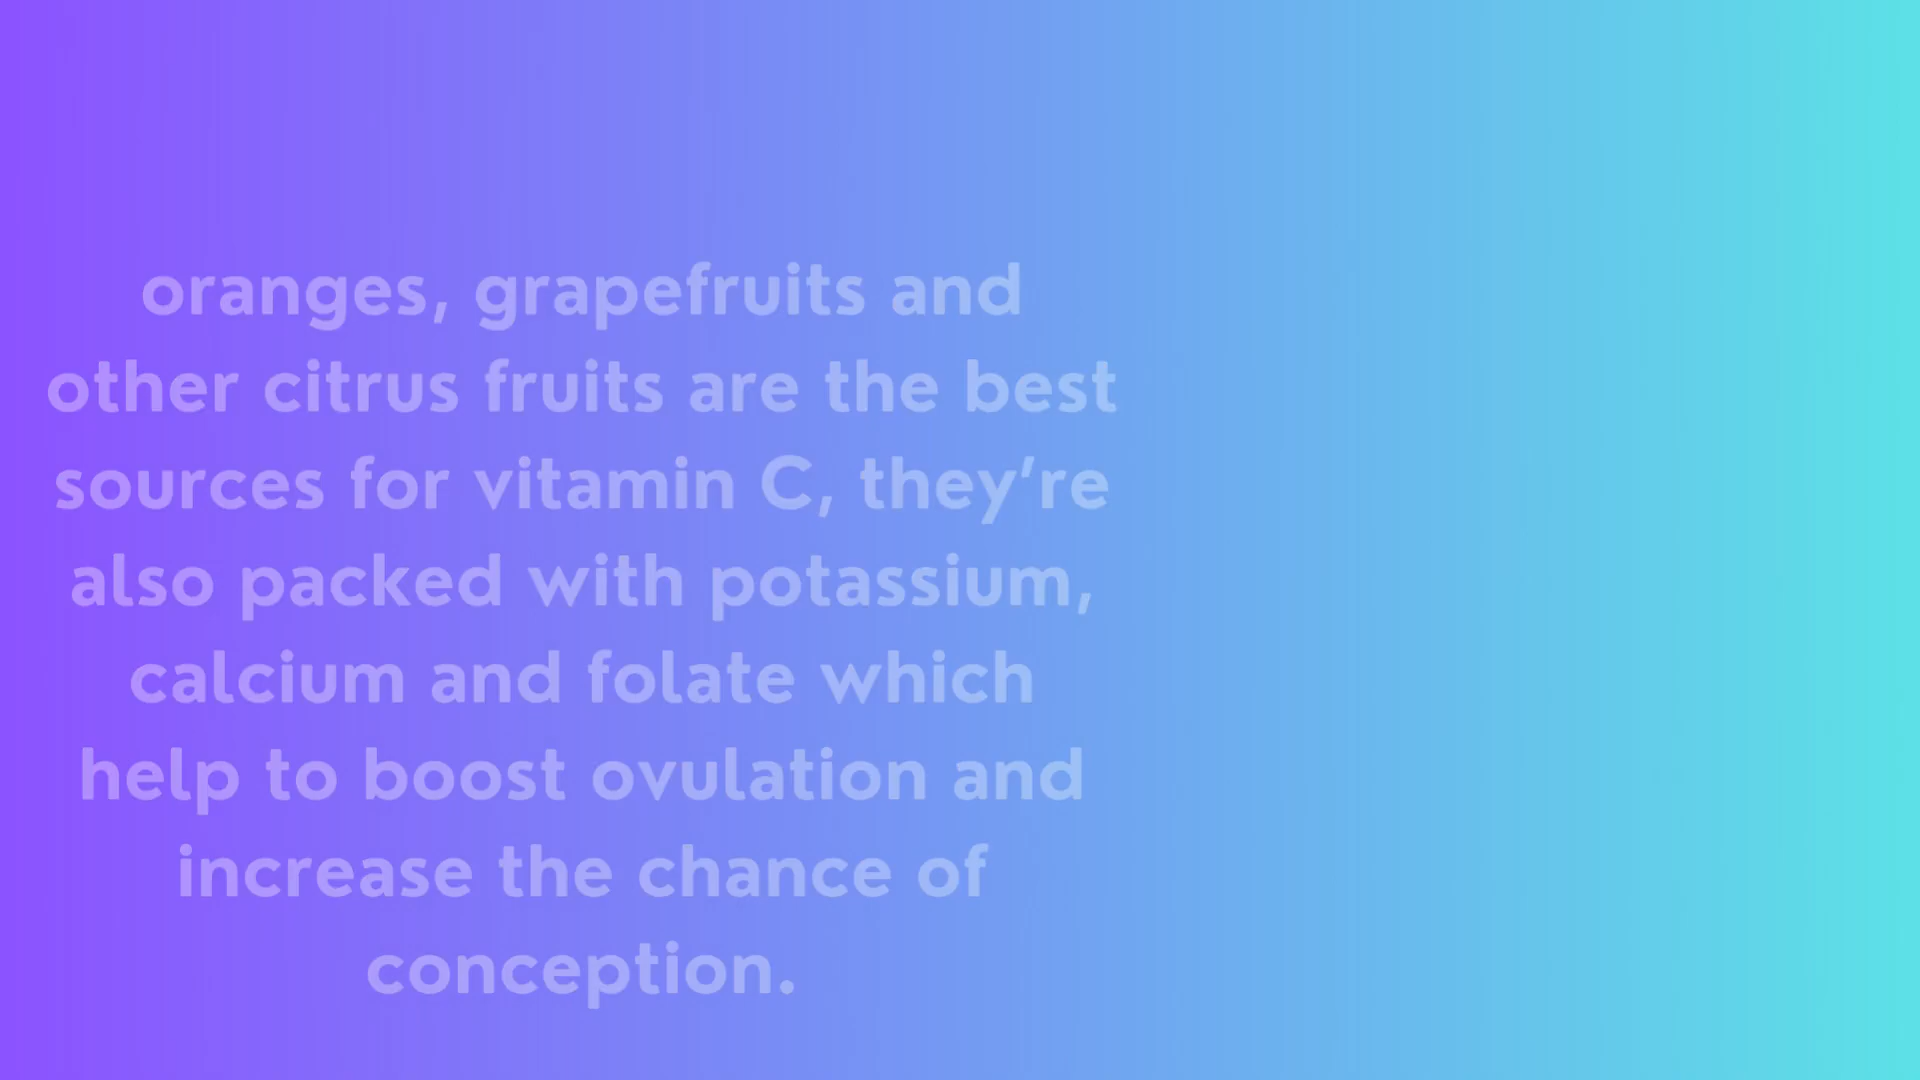 oranges, grapefruits and
other citrus fruits are the best
sources for vitamin C, they’re
also packed with potassium,
calcium and folate which
help to boost ovulation and
increase the chance of
conception.